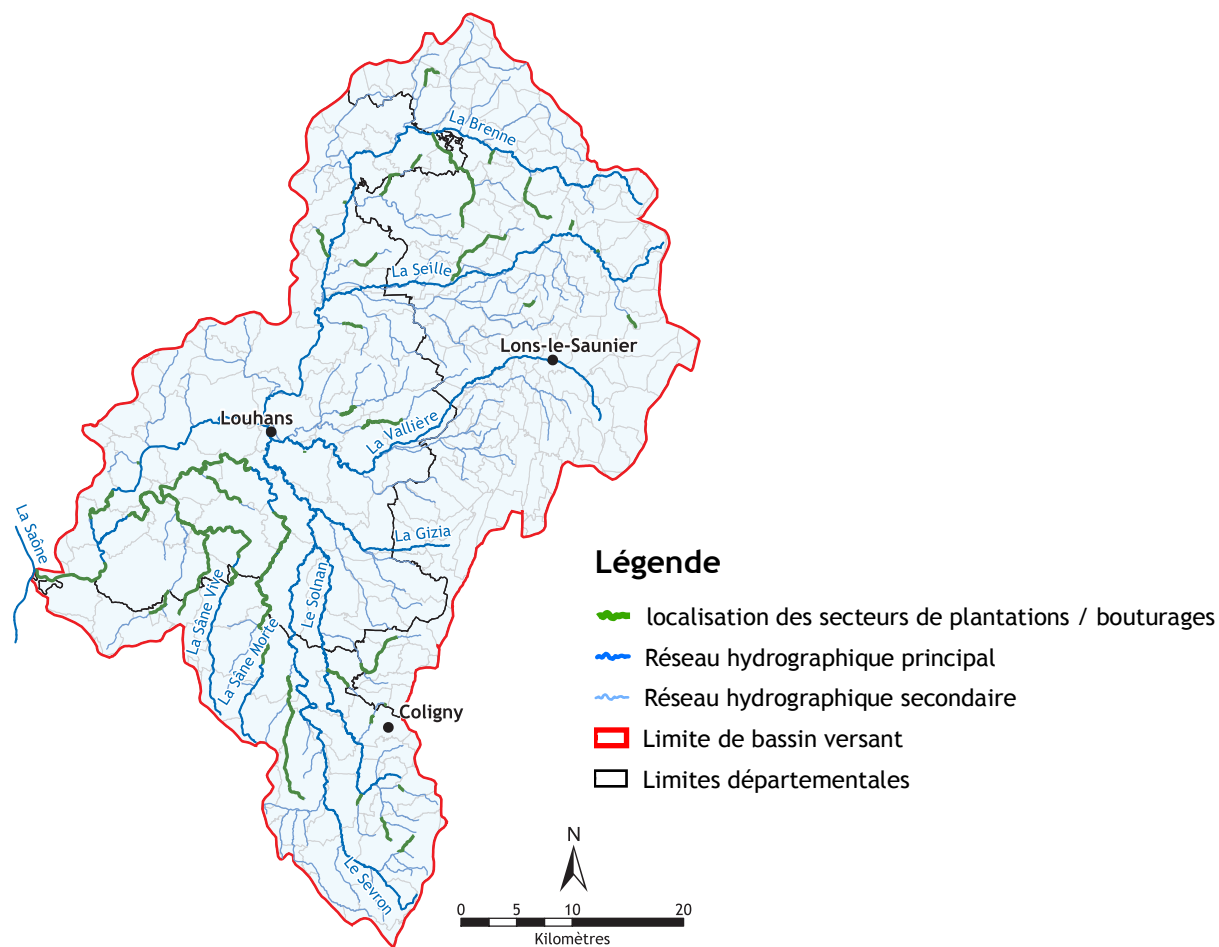 La Brenne
La Seille
Lons-le-Saunier
Louhans
La Vallière
La Saône
La Gizia
La Sâne Vive
La Sâne Morte
Le Solnan
Coligny
Le Sevron
Légende
localisation des secteurs de plantations / bouturages
Réseau hydrographique principal
Réseau hydrographique secondaire
Limite de bassin versant
Limites départementales
N
0 5 10 20
Kilomètres